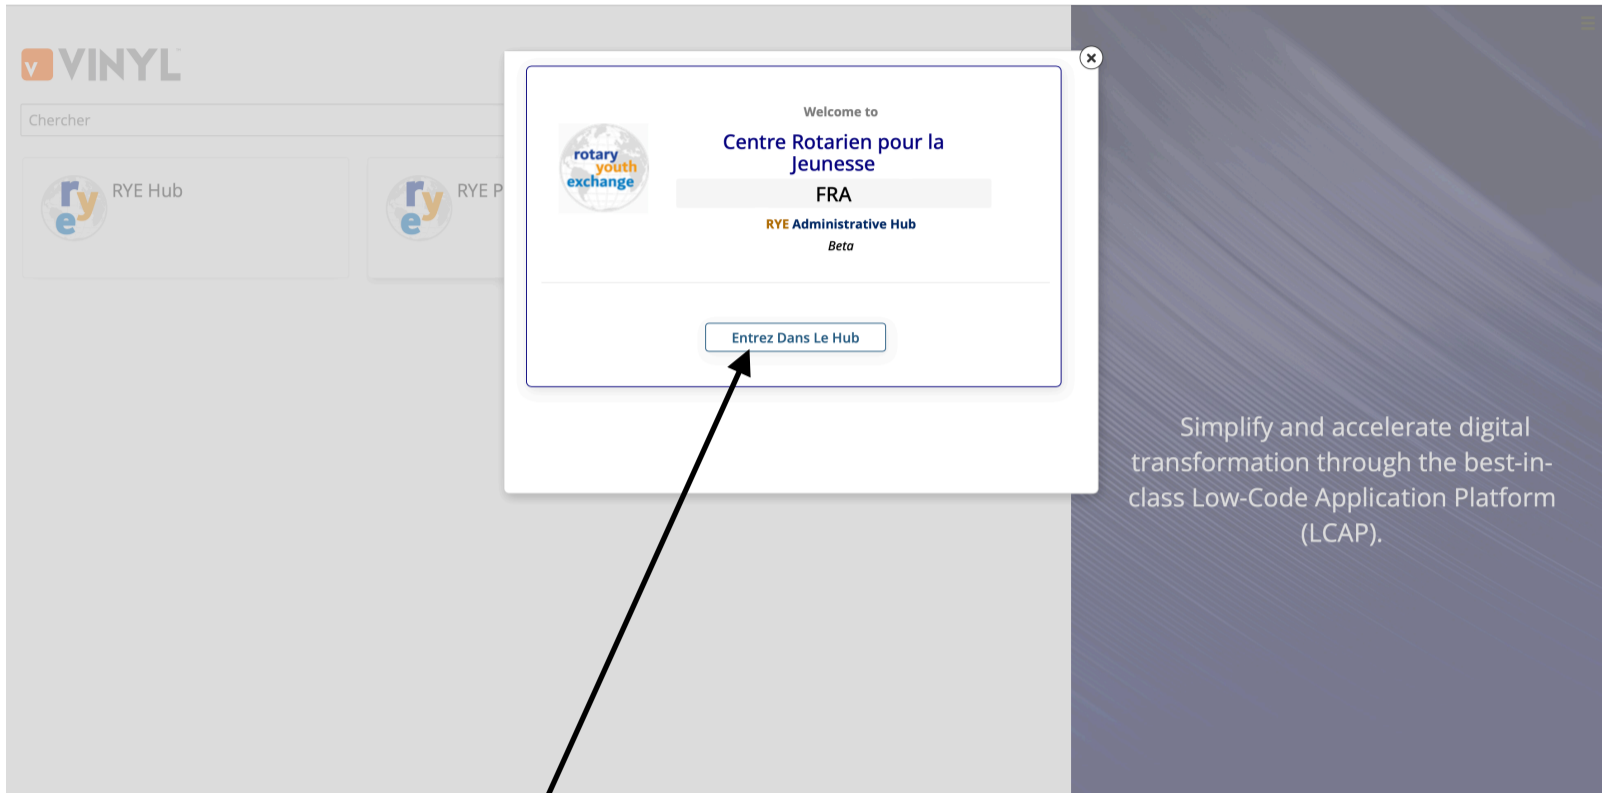 VINYL
Chercher
RYE Hub
RYE P
Welcome to
Centre Rotarien pour la
Jeunesse
FRA
RYE Administrative Hub
Beta
rotary
youth
exchange
Entrez Dans Le Hub
Simplify and accelerate digital
transformation through the best-in-
class Low-Code Application Platform
(LCAP).